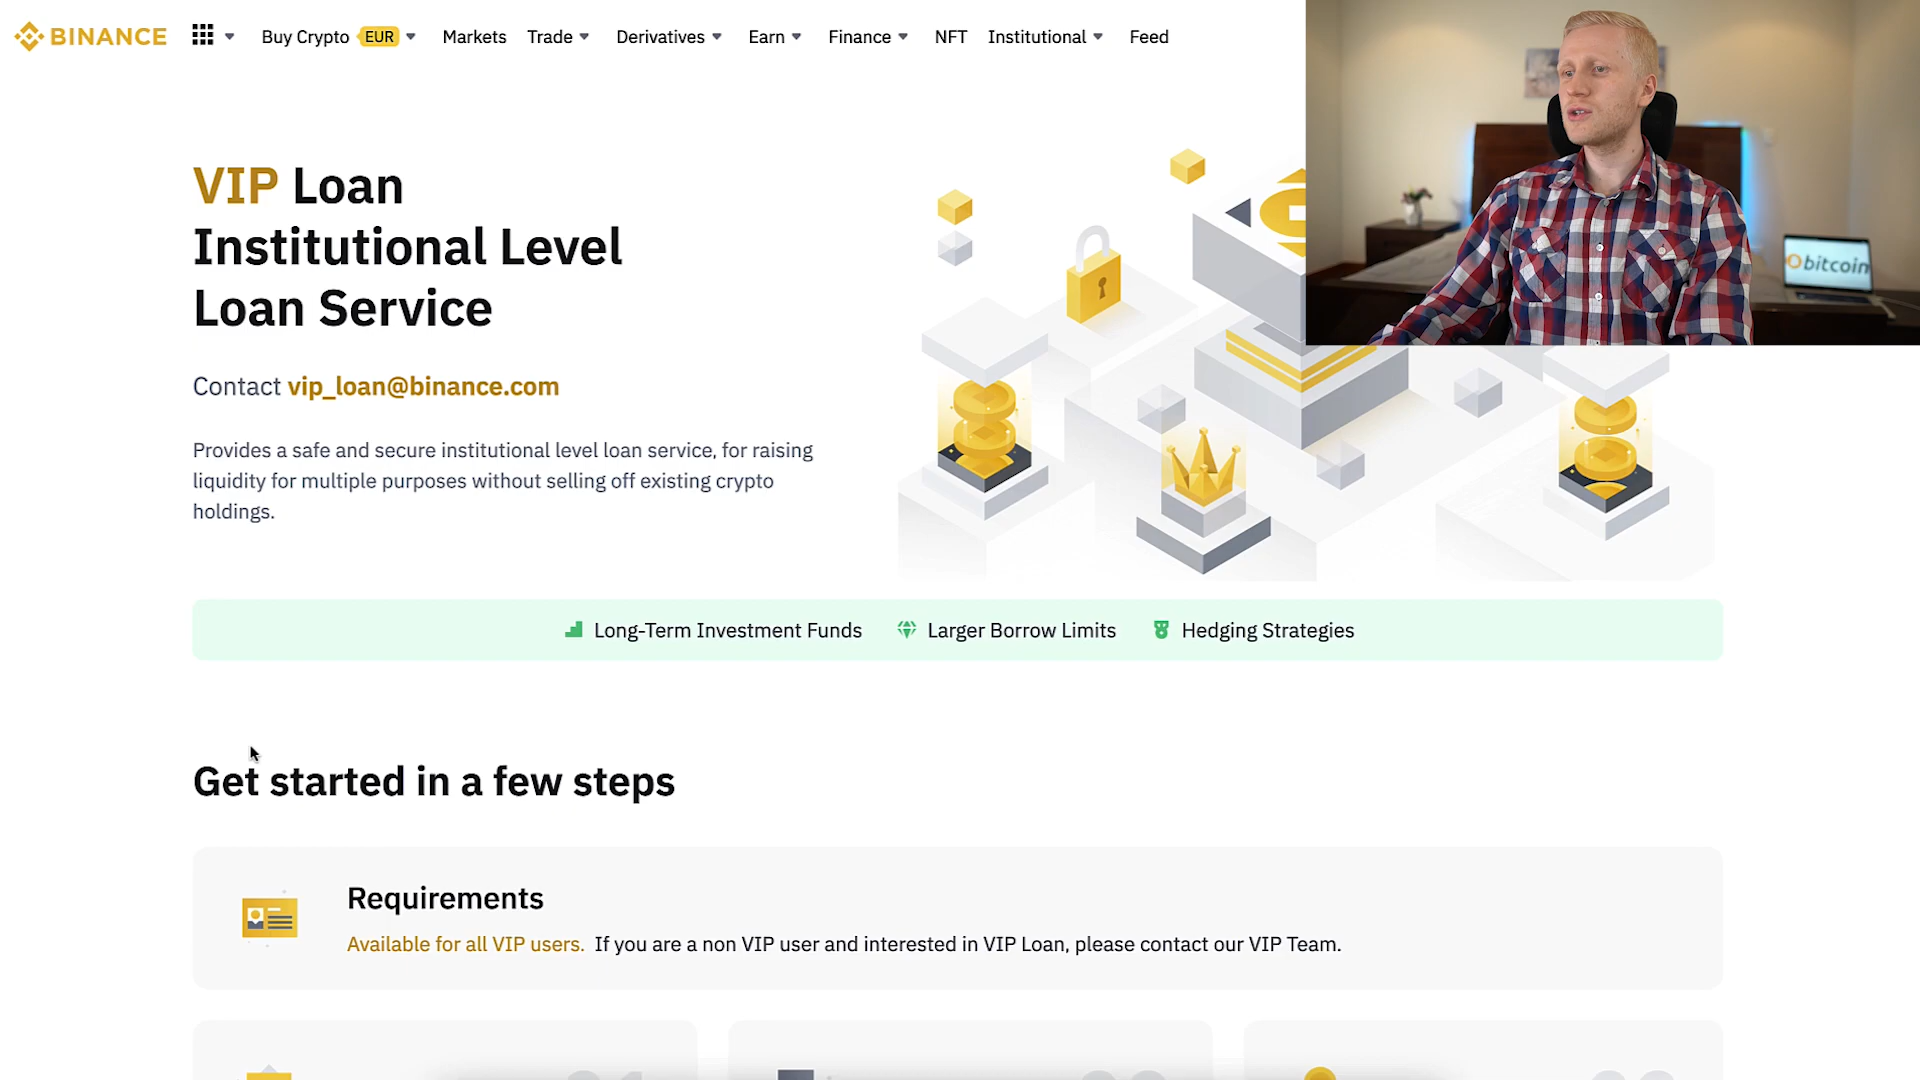 BINANCE
Buy Crypto EUR Markets Trade Derivatives Earn Finance NFT Institutional Feed
VIP Loan
Institutional Level
Loan Service
Contact vip_loan@binance.com
Provides a safe and secure institutional level loan service, for raising
liquidity for multiple purposes without selling off existing crypto
holdings.
Long-Term Investment Funds Larger Borrow Limits Hedging Strategies
bitcoin
Get started in a few steps
Requirements
Available for all VIP users. If you are a non VIP user and interested in VIP Loan, please contact our VIP Team.